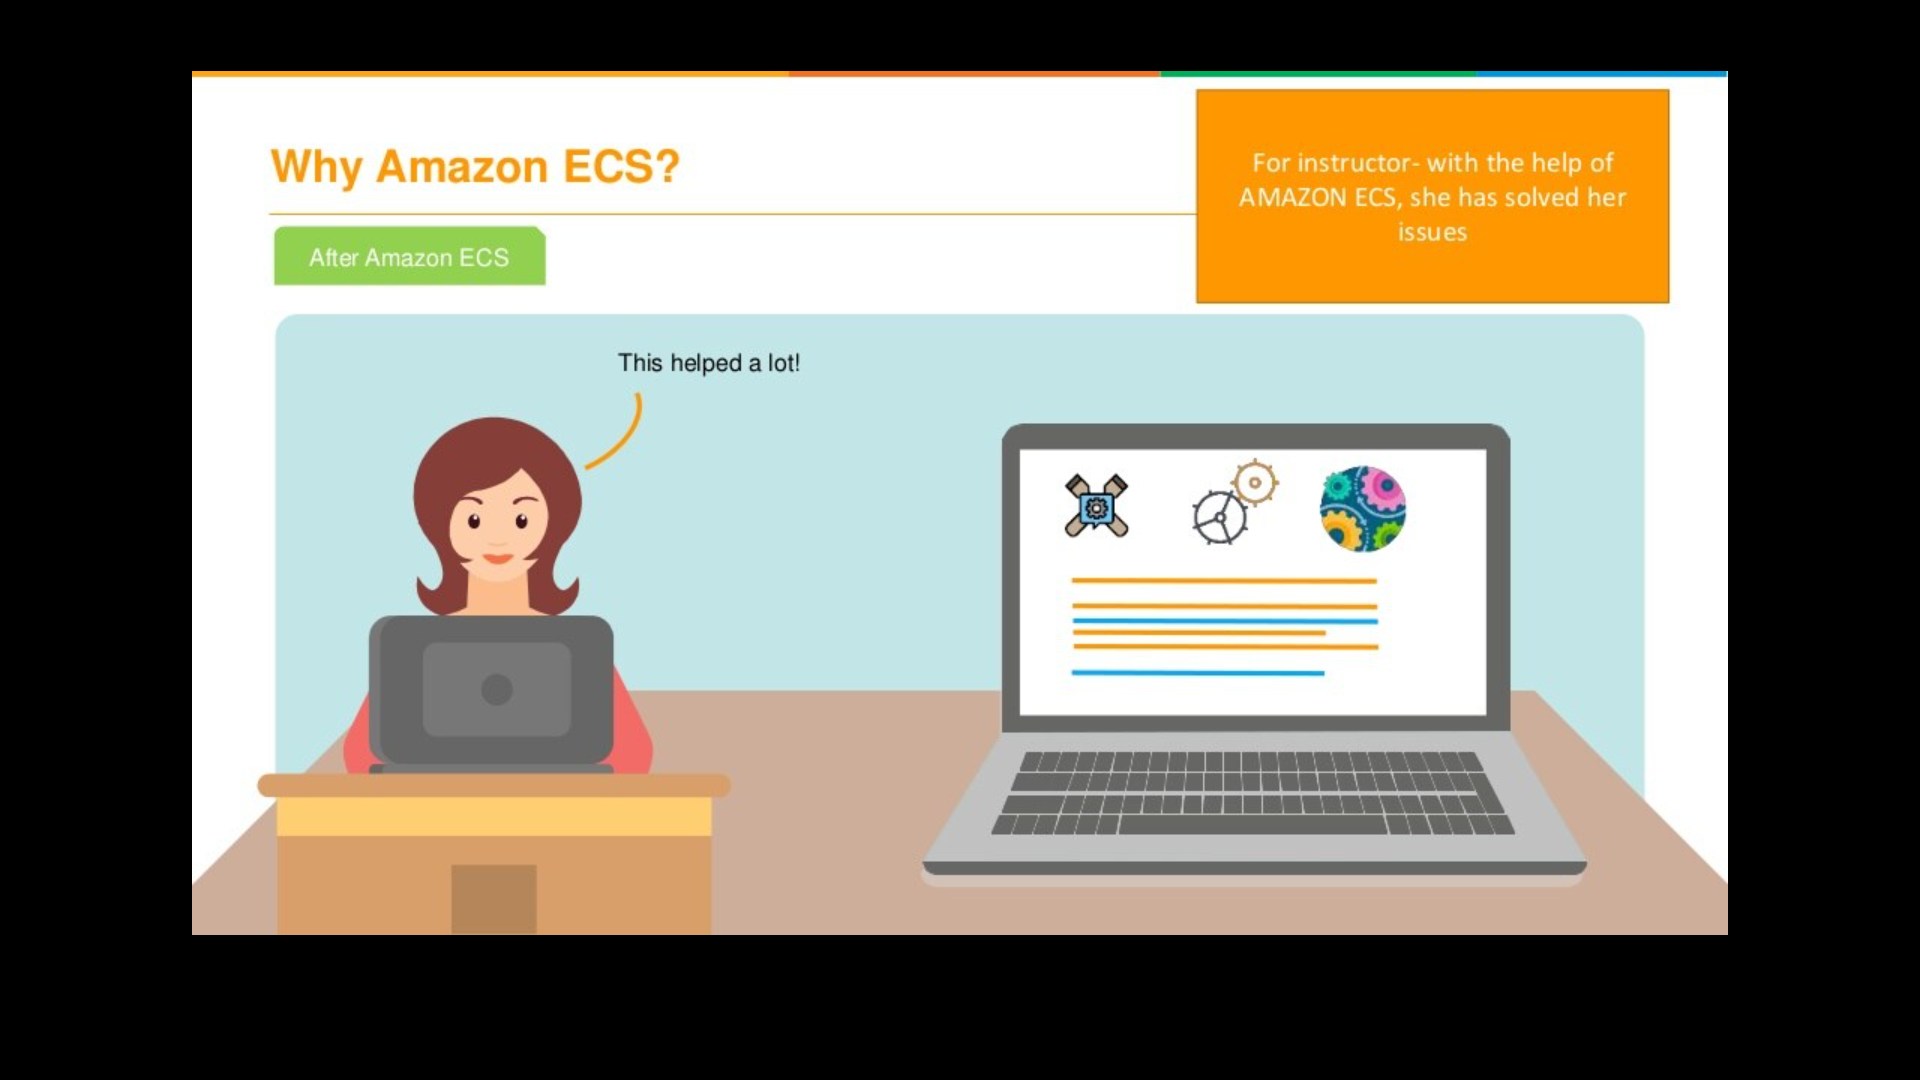 Why Amazon ECS?
For instructor- with the help of
AMAZON ECS, she has solved her
issues
After Amazon ECS
This helped a lot!